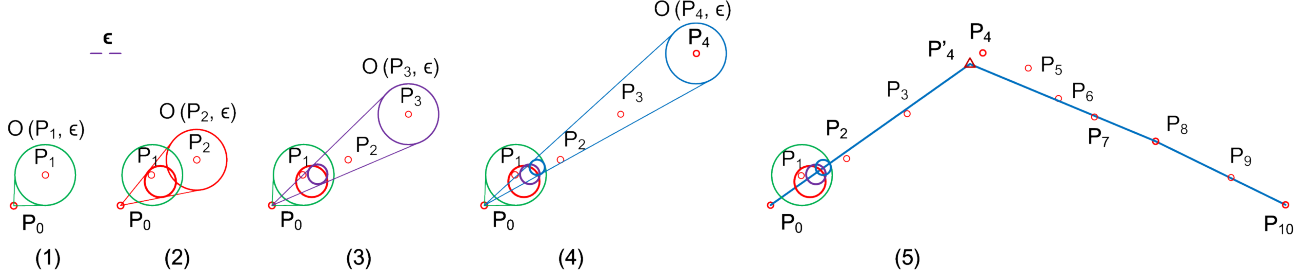 ϵ
O (P₁, ϵ)
P₁
P₀
(1)
O (P₂, ϵ)
P₁
P₂
P₀
(2)
O (P₃, ϵ)
P₃
P₂
P₁
P₀
(3)
O (P₄, ϵ)
P₄
P₃
P₂
P₁
P₀
(4)
P'₄
P₄
P₅
P₃
P₆
P₂
P₇
P₈
P₁
P₉
P₀
P₁₀
(5)